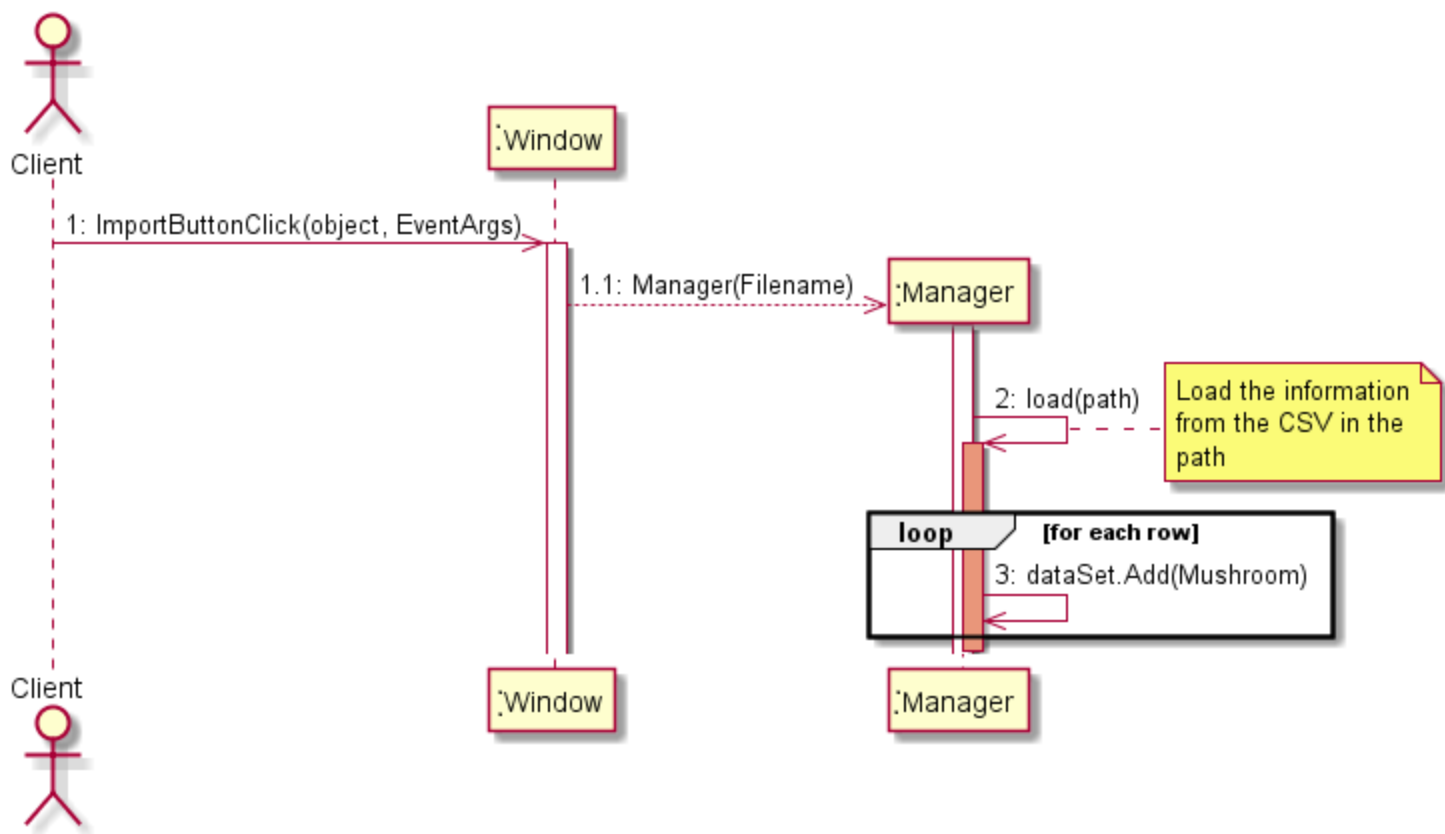 Client
:Window
1: ImportButtonClick(object, EventArgs)
1.1: Manager(Filename)
:Manager
2: load(path)
Load the information
from the CSV in the
path
loop
[for each row]
3: dataSet.Add(Mushroom)
Client
:Window
:Manager